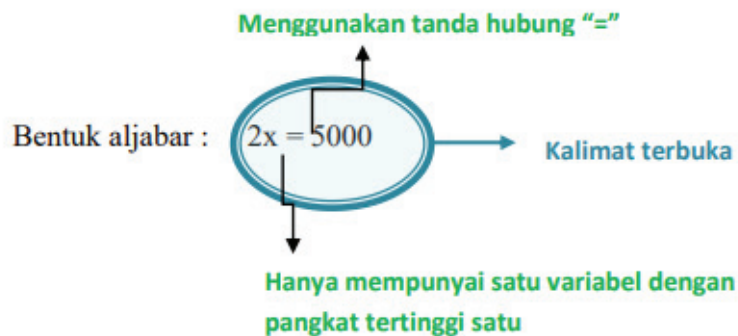 Menggunakan tanda hubung “=”
Bentuk aljabar : 2x = 5000
Kalimat terbuka
Hanya mempunyai satu variabel dengan
pangkat tertinggi satu